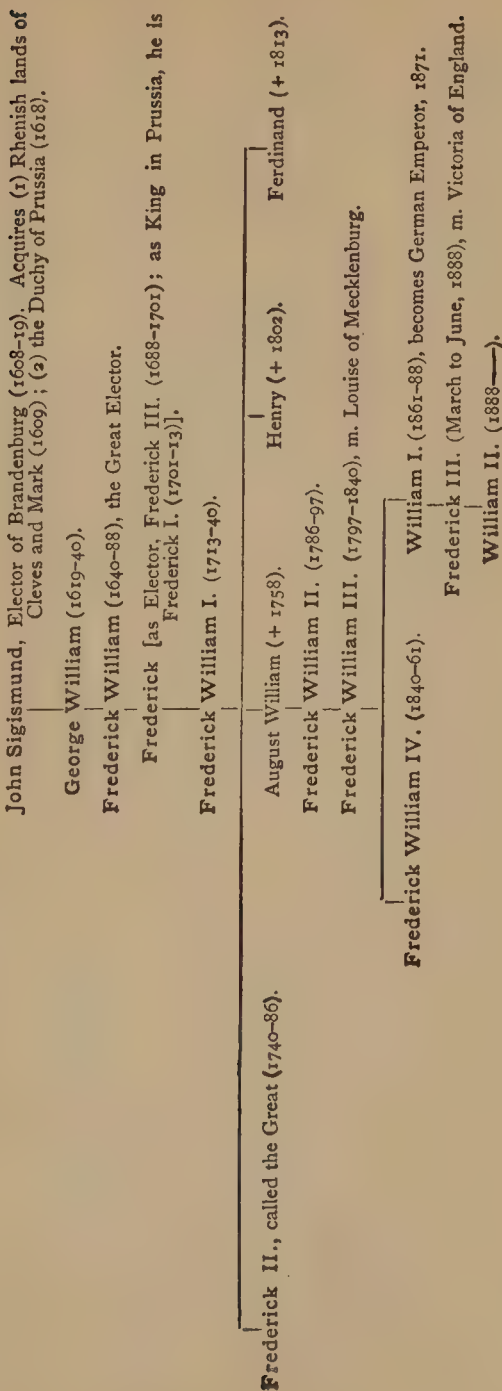 John Sigismund, Elector of Brandenburg (1608–19). Acquires (1) Rhenish lands of
Cleves and Mark (1609); (2) the Duchy of Prussia (1618).
George William (1619–40).
Frederick William (1640–88), the Great Elector.
Frederick [as Elector, Frederick III. (1688–1701); as King in Prussia, he is
Frederick I. (1701–13)].
Frederick William I. (1713–40).
Frederick II., called the Great (1740–86). August William (+ 1758). Henry (+ 1802). Ferdinand (+ 1813).
Frederick William II. (1786–97).
Frederick William III. (1797–1840), m. Louise of Mecklenburg.
Frederick William IV. (1840–61). William I. (1861–88), becomes German Emperor, 1871.
Frederick III. (March to June, 1888), m. Victoria of England.
William II. (1888——).